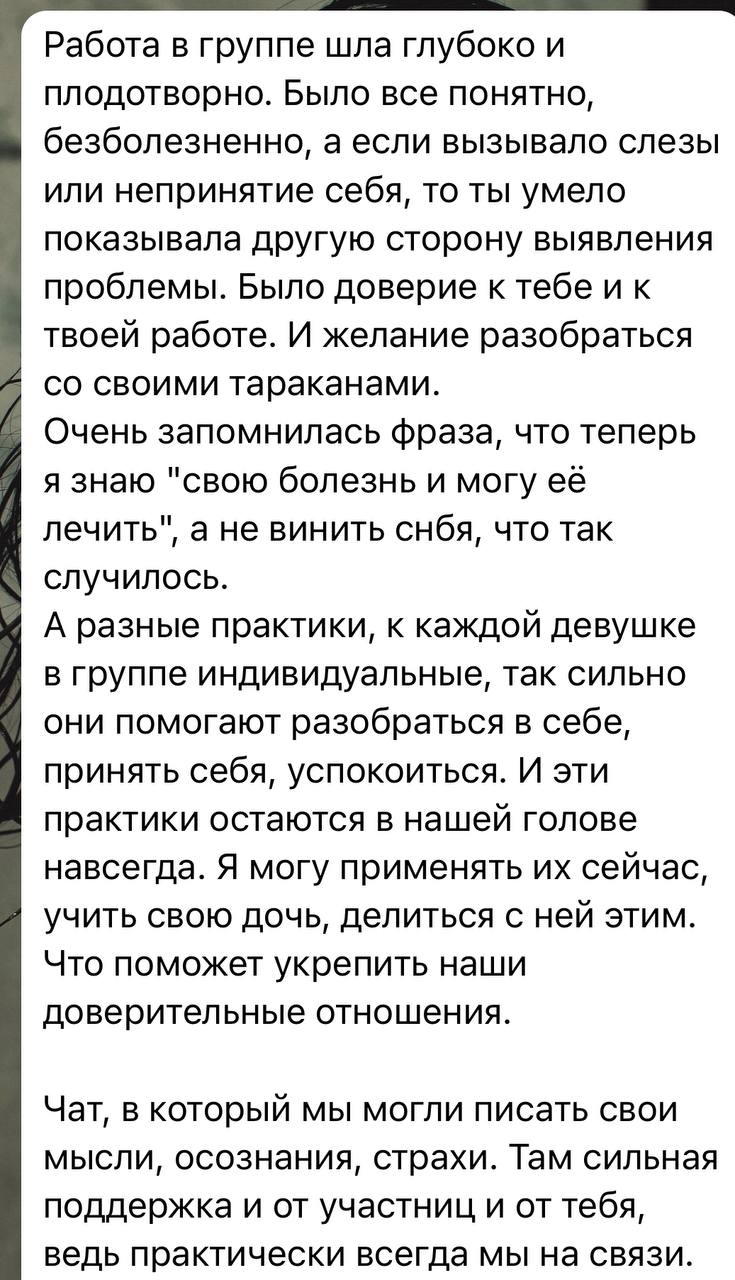 Работа в группе шла глубоко и
плодотворно. Было все понятно,
безболезненно, а если вызывало слезы
или непринятие себя, то ты умело
показывала другую сторону выявления
проблемы. Было доверие к тебе и к
твоей работе. И желание разобраться
со своими тараканами.
Очень запомнилась фраза, что теперь
я знаю "свою болезнь и могу её
лечить", а не винить снбя, что так
случилось.
А разные практики, к каждой девушке
в группе индивидуальные, так сильно
они помогают разобраться в себе,
принять себя, успокоиться. И эти
практики остаются в нашей голове
навсегда. Я могу применять их сейчас,
учить свою дочь, делиться с ней этим.
Что поможет укрепить наши
доверительные отношения.

Чат, в который мы могли писать свои
мысли, осознания, страхи. Там сильная
поддержка и от участниц и от тебя,
ведь практически всегда мы на связи.